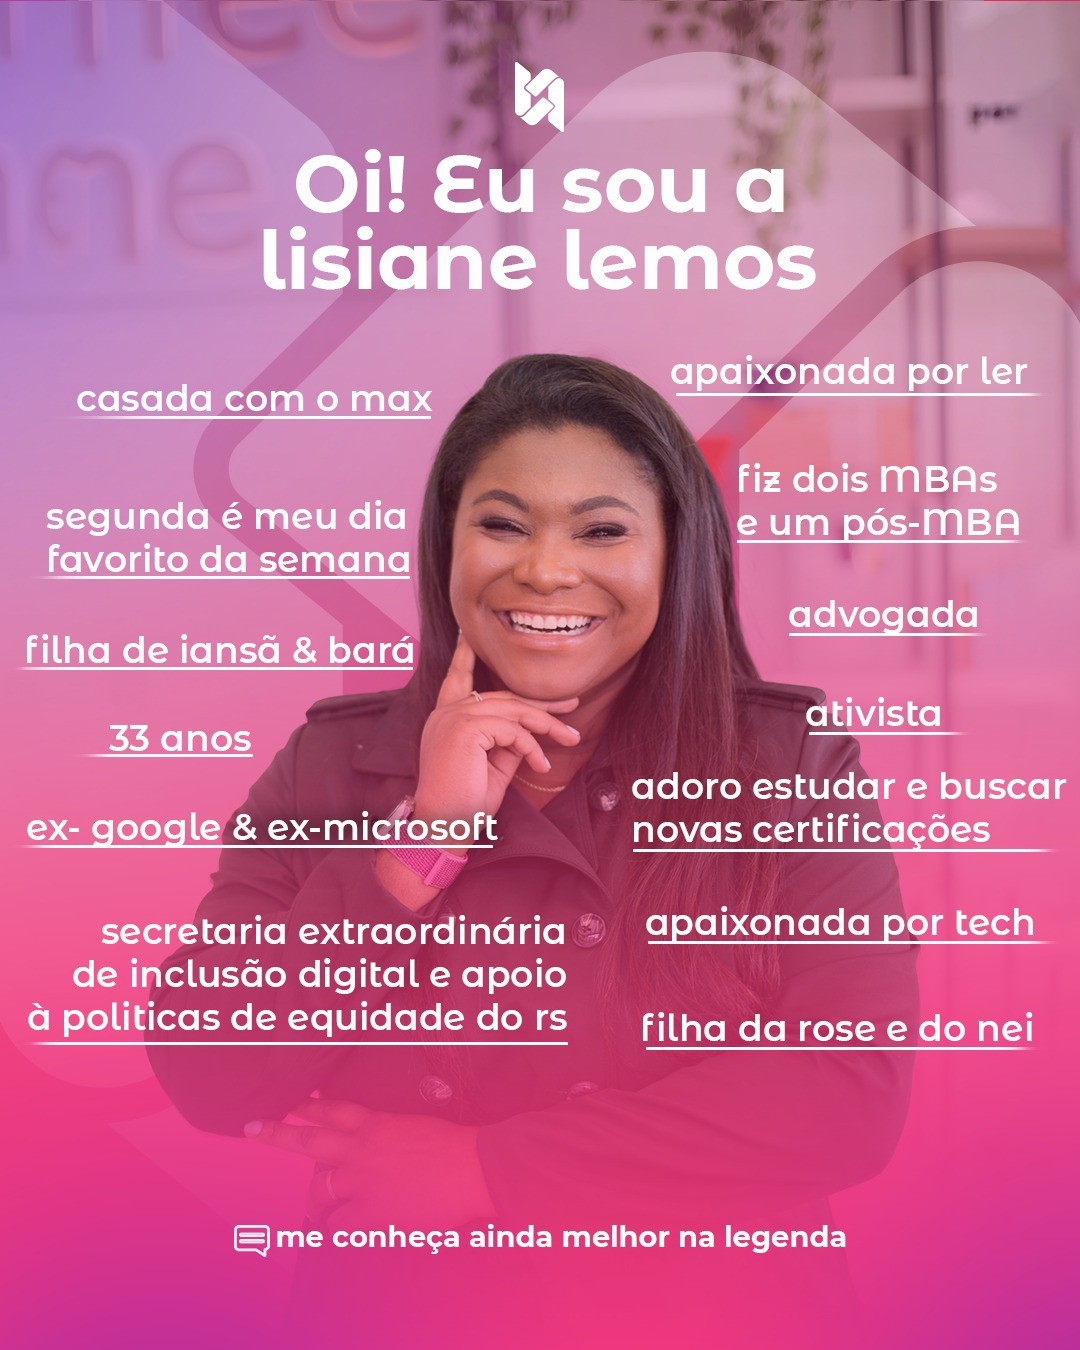 Oi! Eu sou a
lisiane lemos
casada com o max
segunda é meu dia
favorito da semana
filha de iansã & bará
33 anos
ex- google & ex-microsoft
secretaria extraordinária
de inclusão digital e apoio
à politicas de equidade do rs
apaixonada por ler
fiz dois MBAs
e um pós-MBA
advogada
ativista
adoro estudar e buscar
novas certificações
apaixonada por tech
filha da rose e do nei
me conheça ainda melhor na legenda